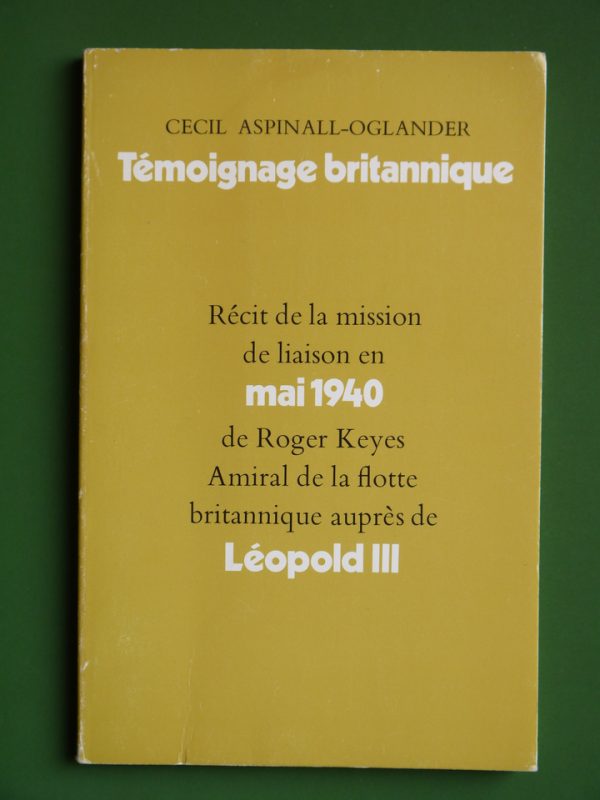 CECIL ASPINALL-OGLANDER
Témoignage britannique
Récit de la mission
de liaison en
mai 1940
de Roger Keyes
Amiral de la flotte
britannique auprès de
Léopold III